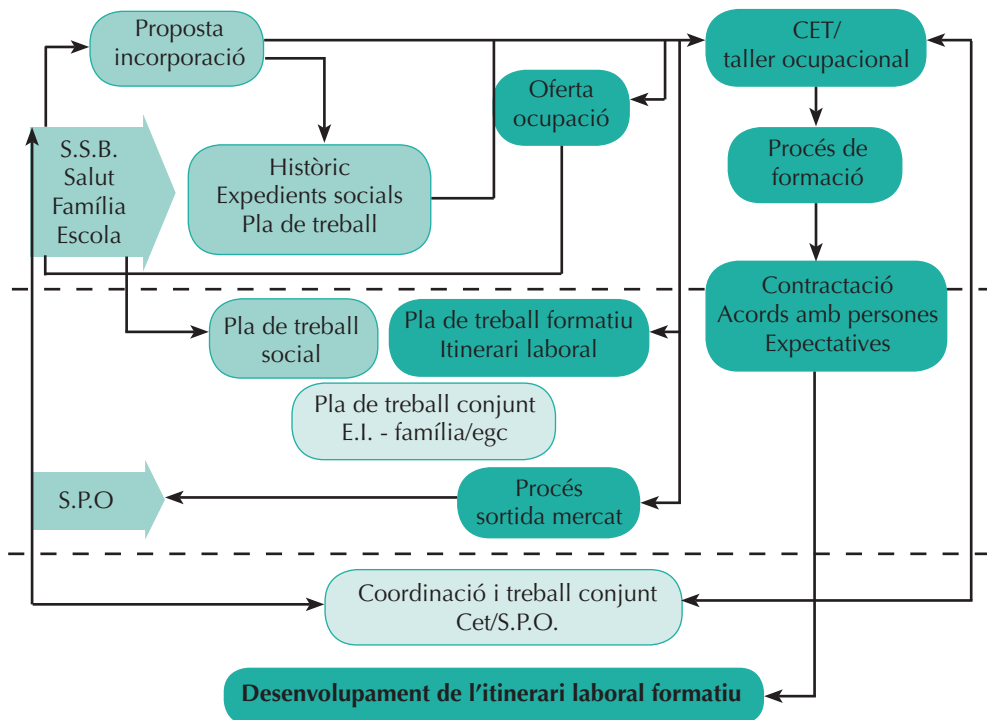 Proposta
incorporació
CET/
taller ocupacional
Oferta
ocupació
S.S.B.
Salut
Família
Escola
Històric
Expedients socials
Pla de treball
Procés de
formació
Contractació
Acords amb persones
Expectatives
Pla de treball
social
Pla de treball formatiu
Itinerari laboral
Pla de treball conjunt
E.I. - família/egc
S.P.O
Procés
sortida mercat
Coordinació i treball conjunt
Cet/S.P.O.
Desenvolupament de l’itinerari laboral formatiu